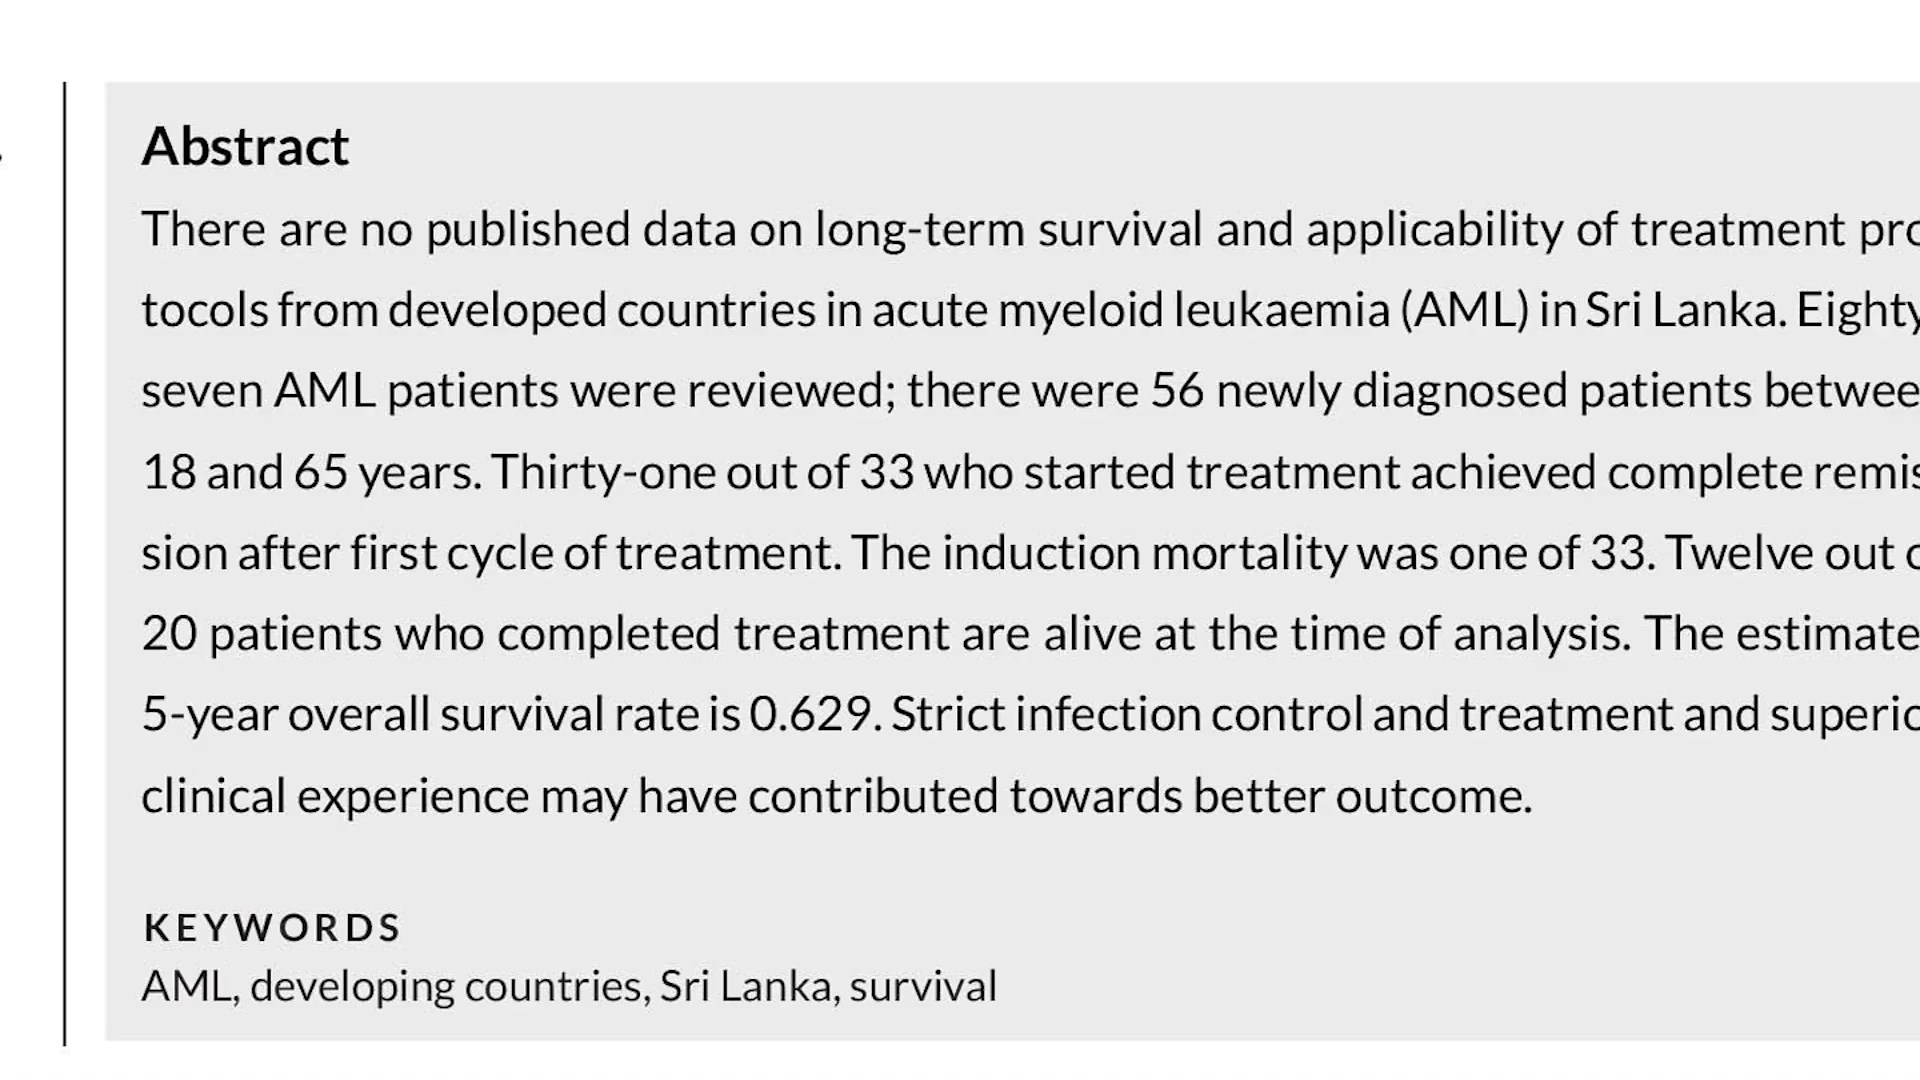 Abstract
There are no published data on long-term survival and applicability of treatment pro
tocols from developed countries in acute myeloid leukaemia (AML) in Sri Lanka. Eighty
seven AML patients were reviewed; there were 56 newly diagnosed patients betwee
18 and 65 years. Thirty-one out of 33 who started treatment achieved complete remis
sion after first cycle of treatment. The induction mortality was one of 33. Twelve out o
20 patients who completed treatment are alive at the time of analysis. The estimate
5-year overall survival rate is 0.629. Strict infection control and treatment and superio
clinical experience may have contributed towards better outcome.
KEYWORDS
AML, developing countries, Sri Lanka, survival